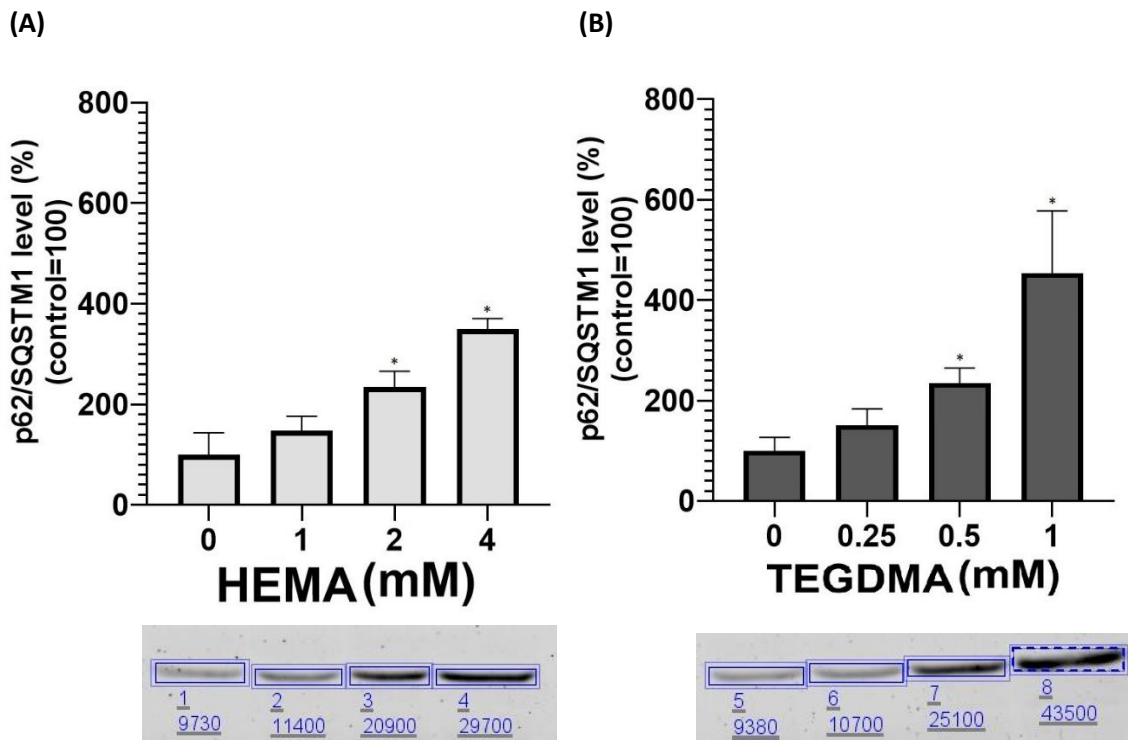 (A)
p62/SQSTM1 level (%)
(control=100)
800
600
400
200
0
*
*
0 1 2 4
HEMA (mM)
1 2 3 4
9730 11400 20900 29700
(B)
p62/SQSTM1 level (%)
(control=100)
800
600
400
200
0
*
*
0 0.25 0.5 1
TEGDMA (mM)
5 6 7 8
9380 10700 25100 43500